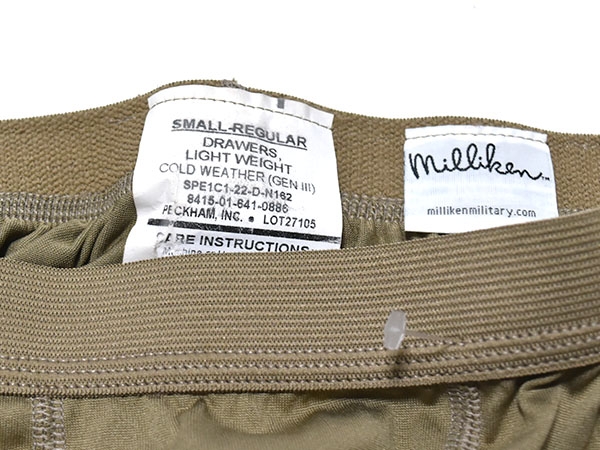 SMALL-REGULAR
DRAWERS,
LIGHT WEIGHT
COLD WEATHER (GEN III)
SPE1C1-22-D-N162
8415-01-641-0886
PECKHAM, INC. • LOT27105
CARE INSTRUCTIONS
Milliken
millikenmilitary.com